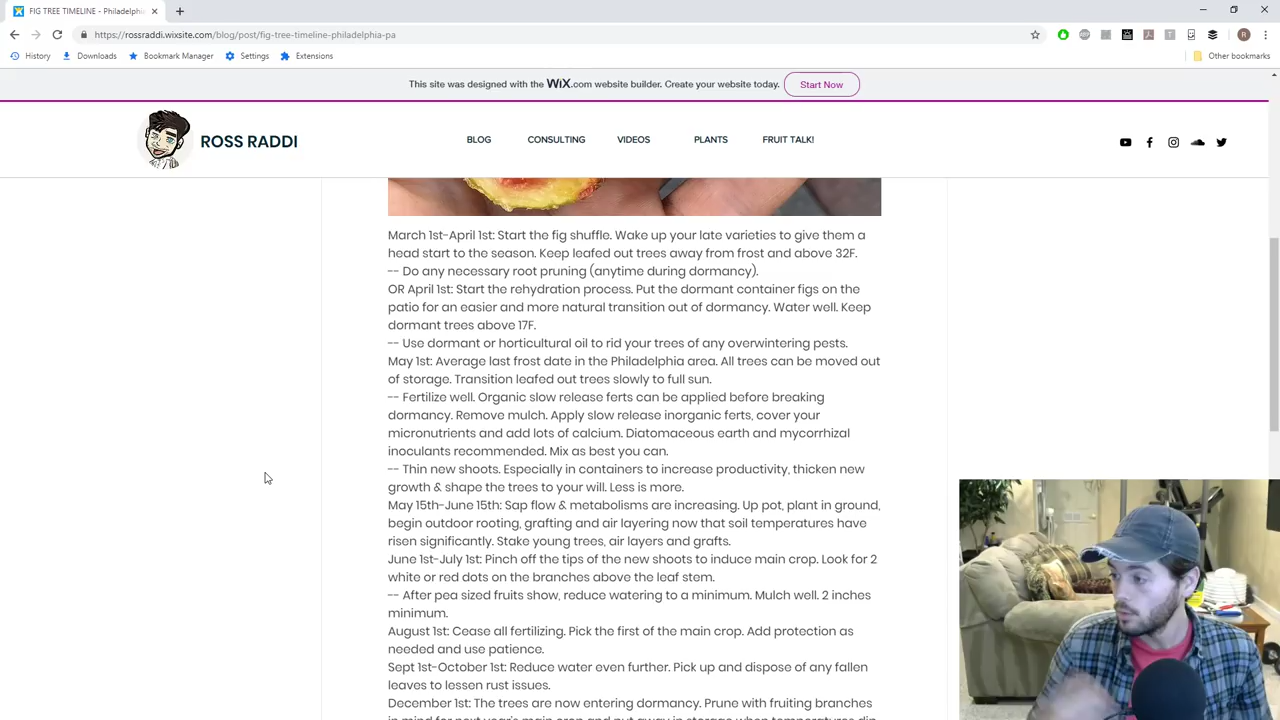 FIG TREE TIMELINE - Philadelphi
https://rossraddi.wixsite.com/blog/post/fig-tree-timeline-philadelphia-pa
R
History Downloads Bookmark Manager Settings Extensions Other bookmarks
This site was designed with the WiX.com website builder. Create your website today. Start Now
ROSS RADDI BLOG CONSULTING VIDEOS PLANTS FRUIT TALK!
March 1st-April 1st: Start the fig shuffle. Wake up your late varieties to give them a
head start to the season. Keep leafed out trees away from frost and above 32F.
-- Do any necessary root pruning (anytime during dormancy).
OR April 1st: Start the rehydration process. Put the dormant container figs on the
patio for an easier and more natural transition out of dormancy. Water well. Keep
dormant trees above 17F.
-- Use dormant or horticultural oil to rid your trees of any overwintering pests.
May 1st: Average last frost date in the Philadelphia area. All trees can be moved out
of storage. Transition leafed out trees slowly to full sun.
-- Fertilize well. Organic slow release ferts can be applied before breaking
dormancy. Remove mulch. Apply slow release inorganic ferts, cover your
micronutrients and add lots of calcium. Diatomaceous earth and mycorrhizal
inoculants recommended. Mix as best you can.
-- Thin new shoots. Especially in containers to increase productivity, thicken new
growth & shape the trees to your will. Less is more.
May 15th-June 15th: Sap flow & metabolisms are increasing. Up pot, plant in ground,
begin outdoor rooting, grafting and air layering now that soil temperatures have
risen significantly. Stake young trees, air layers and grafts.
June 1st-July 1st: Pinch off the tips of the new shoots to induce main crop. Look for 2
white or red dots on the branches above the leaf stem.
-- After pea sized fruits show, reduce watering to a minimum. Mulch well. 2 inches
minimum.
August 1st: Cease all fertilizing. Pick the first of the main crop. Add protection as
needed and use patience.
Sept 1st-October 1st: Reduce water even further. Pick up and dispose of any fallen
leaves to lessen rust issues.
December 1st: The trees are now entering dormancy. Prune with fruiting branches
in mind for next year's main crop and put away in storage when temperatures dip